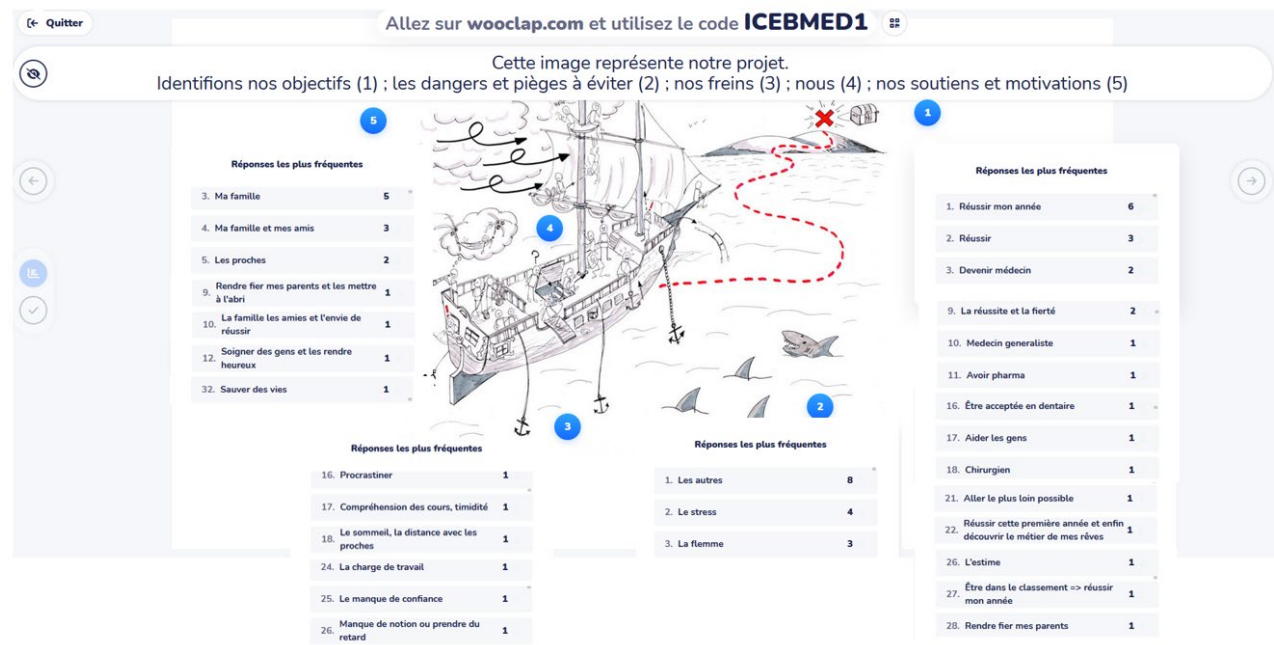 Quitter
Allez sur wooclap.com et utilisez le code ICEBMED1
Cette image représente notre projet.
Identifions nos objectifs (1) ; les dangers et pièges à éviter (2) ; nos freins (3) ; nous (4) ; nos soutiens et motivations (5)
5
Réponses les plus fréquentes
3. Ma famille 5
4. Ma famille et mes amis 3
5. Les proches 2
9. Rendre fier mes parents et les mettre
à l'abri 1
10. La famille les amies et l'envie de
réussir 1
12. Soigner des gens et les rendre
heureux 1
32. Sauver des vies 1
4
1
Réponses les plus fréquentes
1. Réussir mon année 6
2. Réussir 3
3. Devenir médecin 2
9. La réussite et la fierté 2
10. Medecin generaliste 1
11. Avoir pharma 1
16. Être acceptée en dentaire 1
17. Aider les gens 1
18. Chirurgien 1
21. Aller le plus loin possible 1
22. Réussir cette première année et enfin
découvrir le métier de mes rêves 1
26. L'estime 1
27. Être dans le classement => réussir
mon année 1
28. Rendre fier mes parents 1
3
Réponses les plus fréquentes
16. Procrastiner 1
17. Compréhension des cours, timidité 1
18. Le sommeil, la distance avec les
proches 1
24. La charge de travail 1
25. Le manque de confiance 1
26. Manque de notion ou prendre du
retard 1
2
Réponses les plus fréquentes
1. Les autres 8
2. Le stress 4
3. La flemme 3